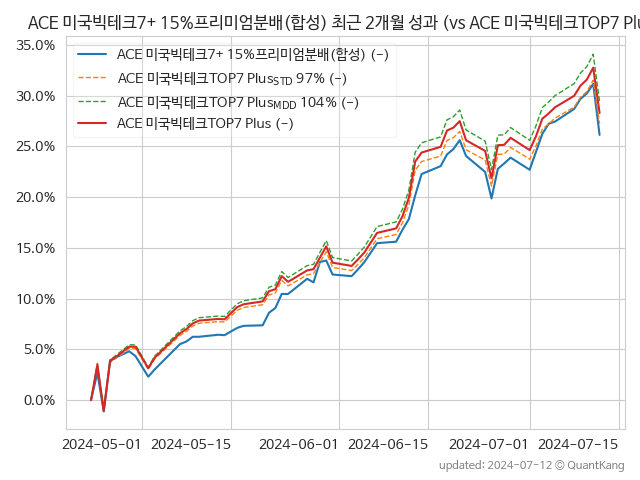 ACE 미국빅테크7+ 15%프리미엄분배(합성) 최근 2개월 성과 (vs ACE 미국빅테크TOP7 Pl
35.0%
30.0%
25.0%
20.0%
15.0%
10.0%
5.0%
0.0%
ACE 미국빅테크7+ 15%프리미엄분배(합성) (-)
ACE 미국빅테크TOP7 PlusSTD 97% (-)
ACE 미국빅테크TOP7 PlusMDD 104% (-)
ACE 미국빅테크TOP7 Plus (-)
2024-05-01 2024-05-15 2024-06-01 2024-06-15 2024-07-01 2024-07-15
updated: 2024-07-12 © QuantKang